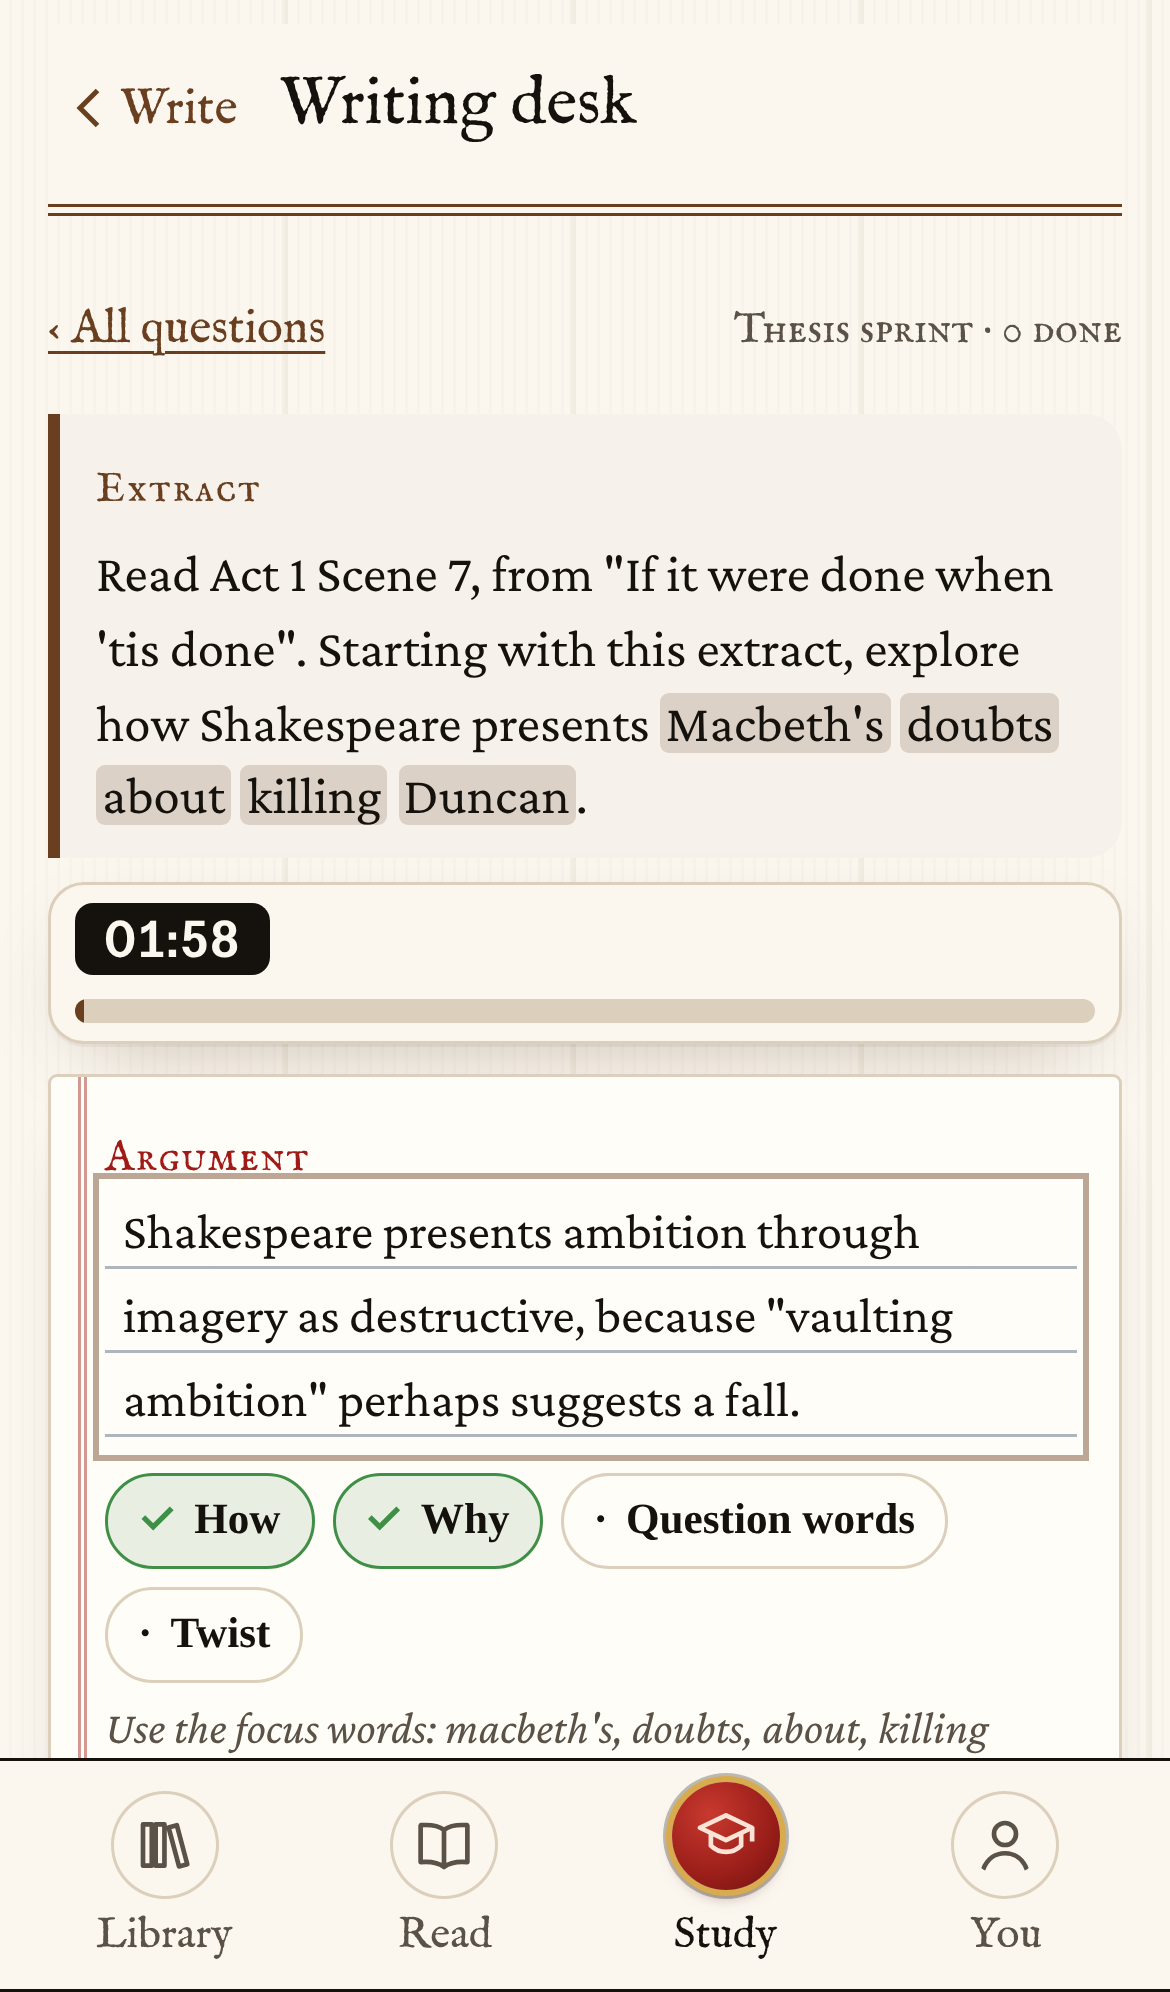 Write Writing desk
‹ All questions Thesis sprint · 0 done
Extract
Read Act 1 Scene 7, from "If it were done when
'tis done". Starting with this extract, explore
how Shakespeare presents Macbeth's doubts
about killing Duncan.
01:58
Argument
Shakespeare presents ambition through
imagery as destructive, because "vaulting
ambition" perhaps suggests a fall.
✓ How ✓ Why · Question words
· Twist
Use the focus words: macbeth's, doubts, about, killing
Library Read Study You